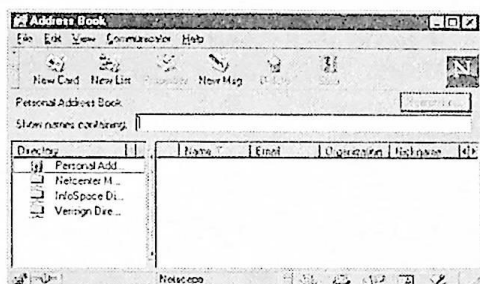 Address Book
File Edit View Communicator Help
New Card New List Properties New Msg Delete Stop
Personal Address Book
Show names containing:
Directory Name Email Organization Nickname
Personal Add...
Netcenter M...
InfoSpace Di...
Verisign Dire...
Netscape